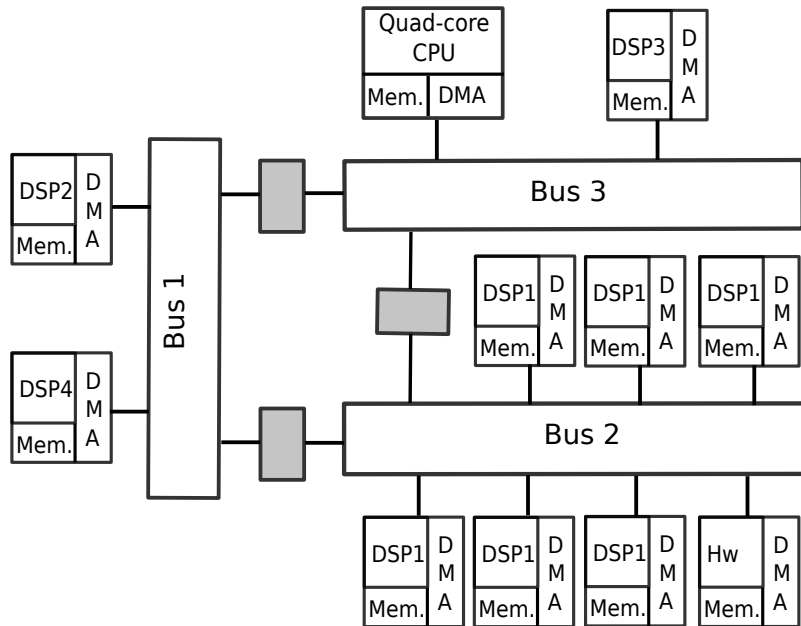 Quad-core
CPU
Mem. DMA
DSP3
Mem.
D
M
A
DSP2
Mem.
D
M
A
Bus 1
Bus 3
DSP1
Mem.
D
M
A
DSP1
Mem.
D
M
A
DSP1
Mem.
D
M
A
DSP4
Mem.
D
M
A
Bus 2
DSP1
Mem.
D
M
A
DSP1
Mem.
D
M
A
DSP1
Mem.
D
M
A
Hw
Mem.
D
M
A